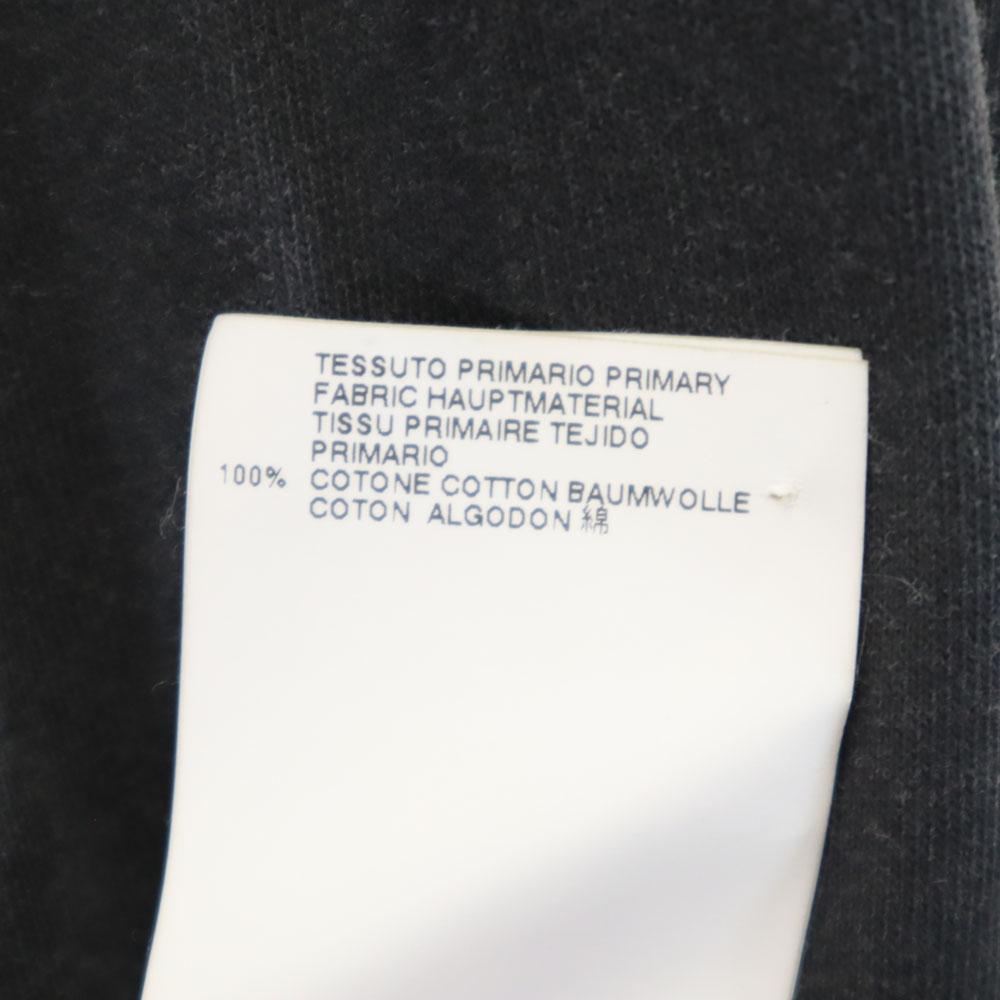 TESSUTO PRIMARIO PRIMARY
FABRIC HAUPTMATERIAL
TISSU PRIMAIRE TEJIDO
PRIMARIO
100% COTONE COTTON BAUMWOLLE
COTON ALGODON 綿